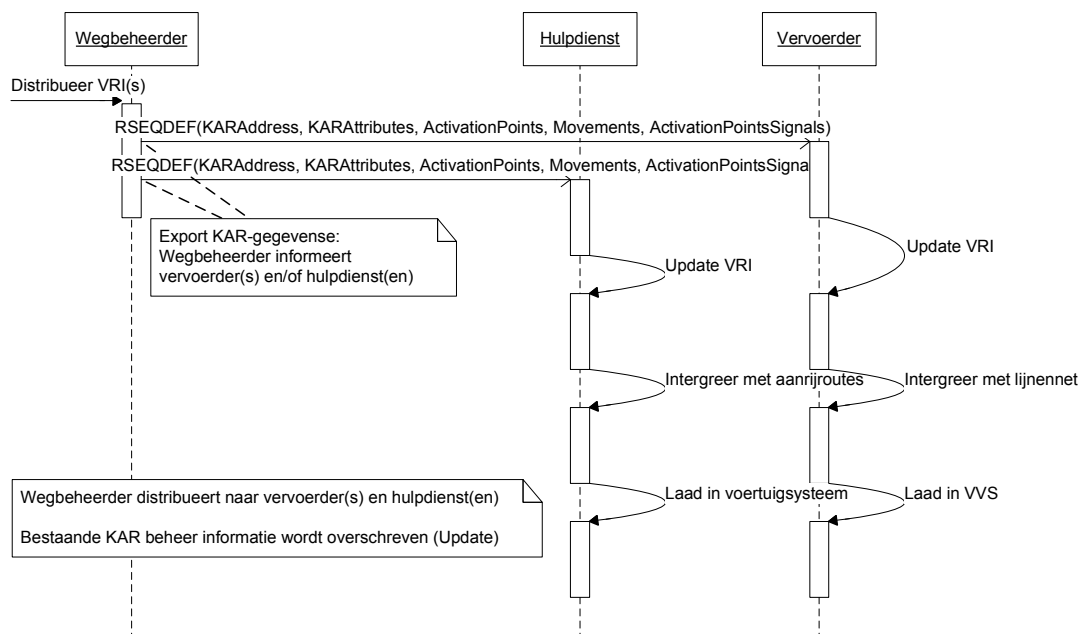 Wegbeheerder
Hulpdienst
Vervoerder
Distribueer VRI(s)
RSEQDEF(KARAddress, KARAttributes, ActivationPoints, Movements, ActivationPointsSignals)
RSEQDEF(KARAddress, KARAttributes, ActivationPoints, Movements, ActivationPointsSigna
Export KAR-gegevense:
Wegbeheerder informeert
vervoerder(s) en/of hulpdienst(en)
Update VRI
Update VRI
Intergreer met aanrijroutes
Intergreer met lijnennet
Wegbeheerder distribueert naar vervoerder(s) en hulpdienst(en)
Bestaande KAR beheer informatie wordt overschreven (Update)
Laad in voertuigsysteem
Laad in VVS